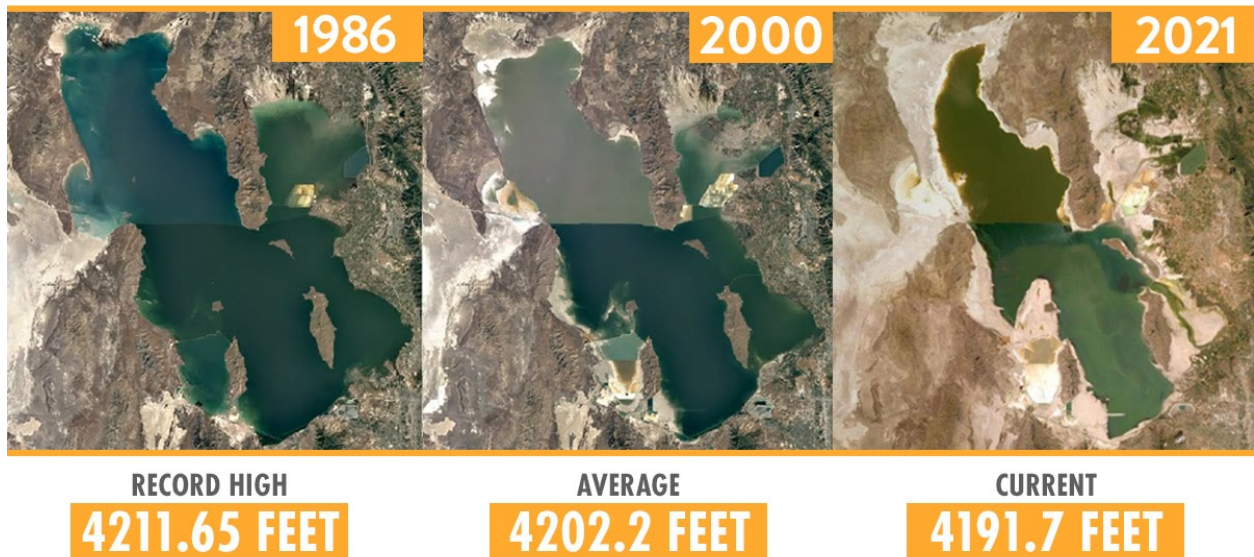 1986
2000
2021
RECORD HIGH
4211.65 FEET
AVERAGE
4202.2 FEET
CURRENT
4191.7 FEET